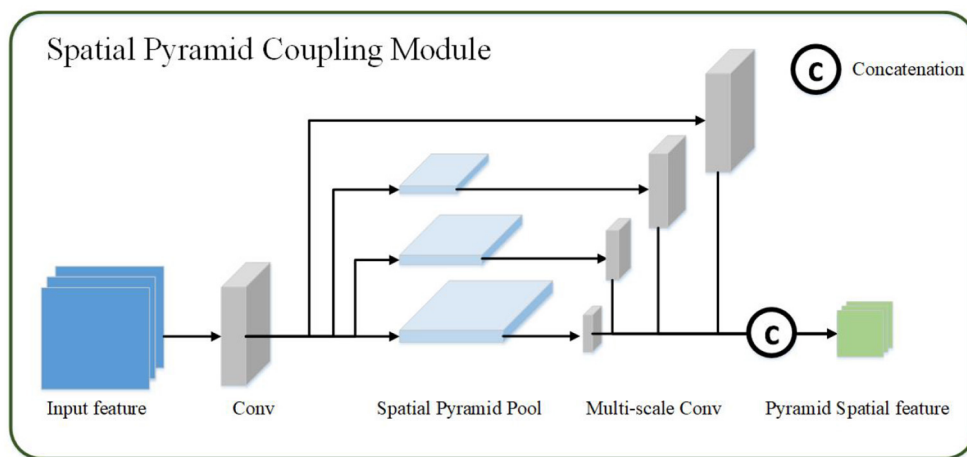 Spatial Pyramid Coupling Module
C
Concatenation
C
Input feature
Conv
Spatial Pyramid Pool
Multi-scale Conv
Pyramid Spatial feature